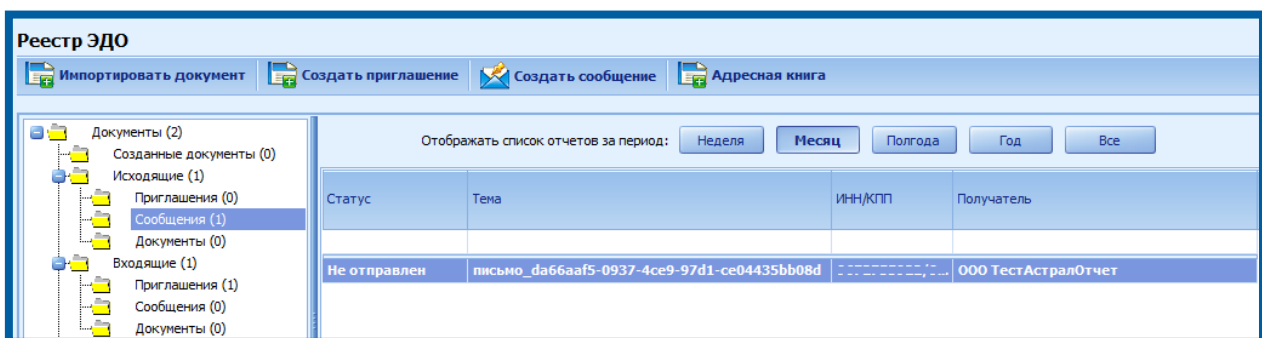 Реестр ЭДО
Импортировать документ Создать приглашение Создать сообщение Адресная книга
Документы (2)
Созданные документы (0)
Исходящие (1)
Приглашения (0)
Сообщения (1)
Документы (0)
Входящие (1)
Приглашения (1)
Сообщения (0)
Документы (0)
Отображать список отчетов за период: Неделя Месяц Полгода Год Все
Статус Тема ИНН/КПП Получатель
Не отправлен письмо_da66aaf5-0937-4ce9-97d1-ce04435bb08d ООО ТестАстралОтчет